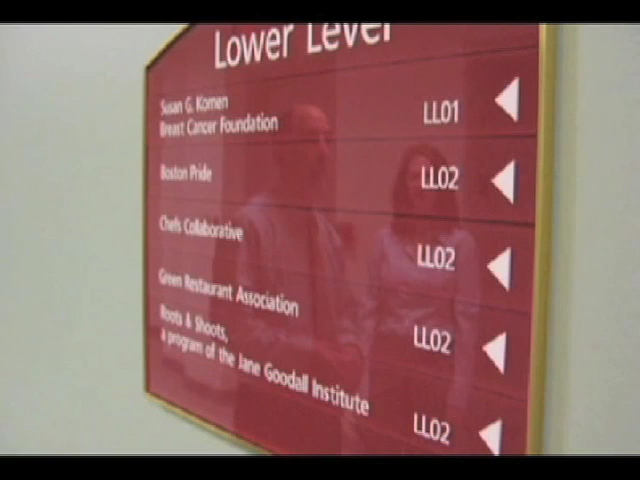 Lower Level
Susan G. Komen
Breast Cancer Foundation LL01
Boston Pride LL02
Chefs Collaborative LL02
Green Restaurant Association LL02
Roots & Shoots,
a program of the Jane Goodall Institute LL02